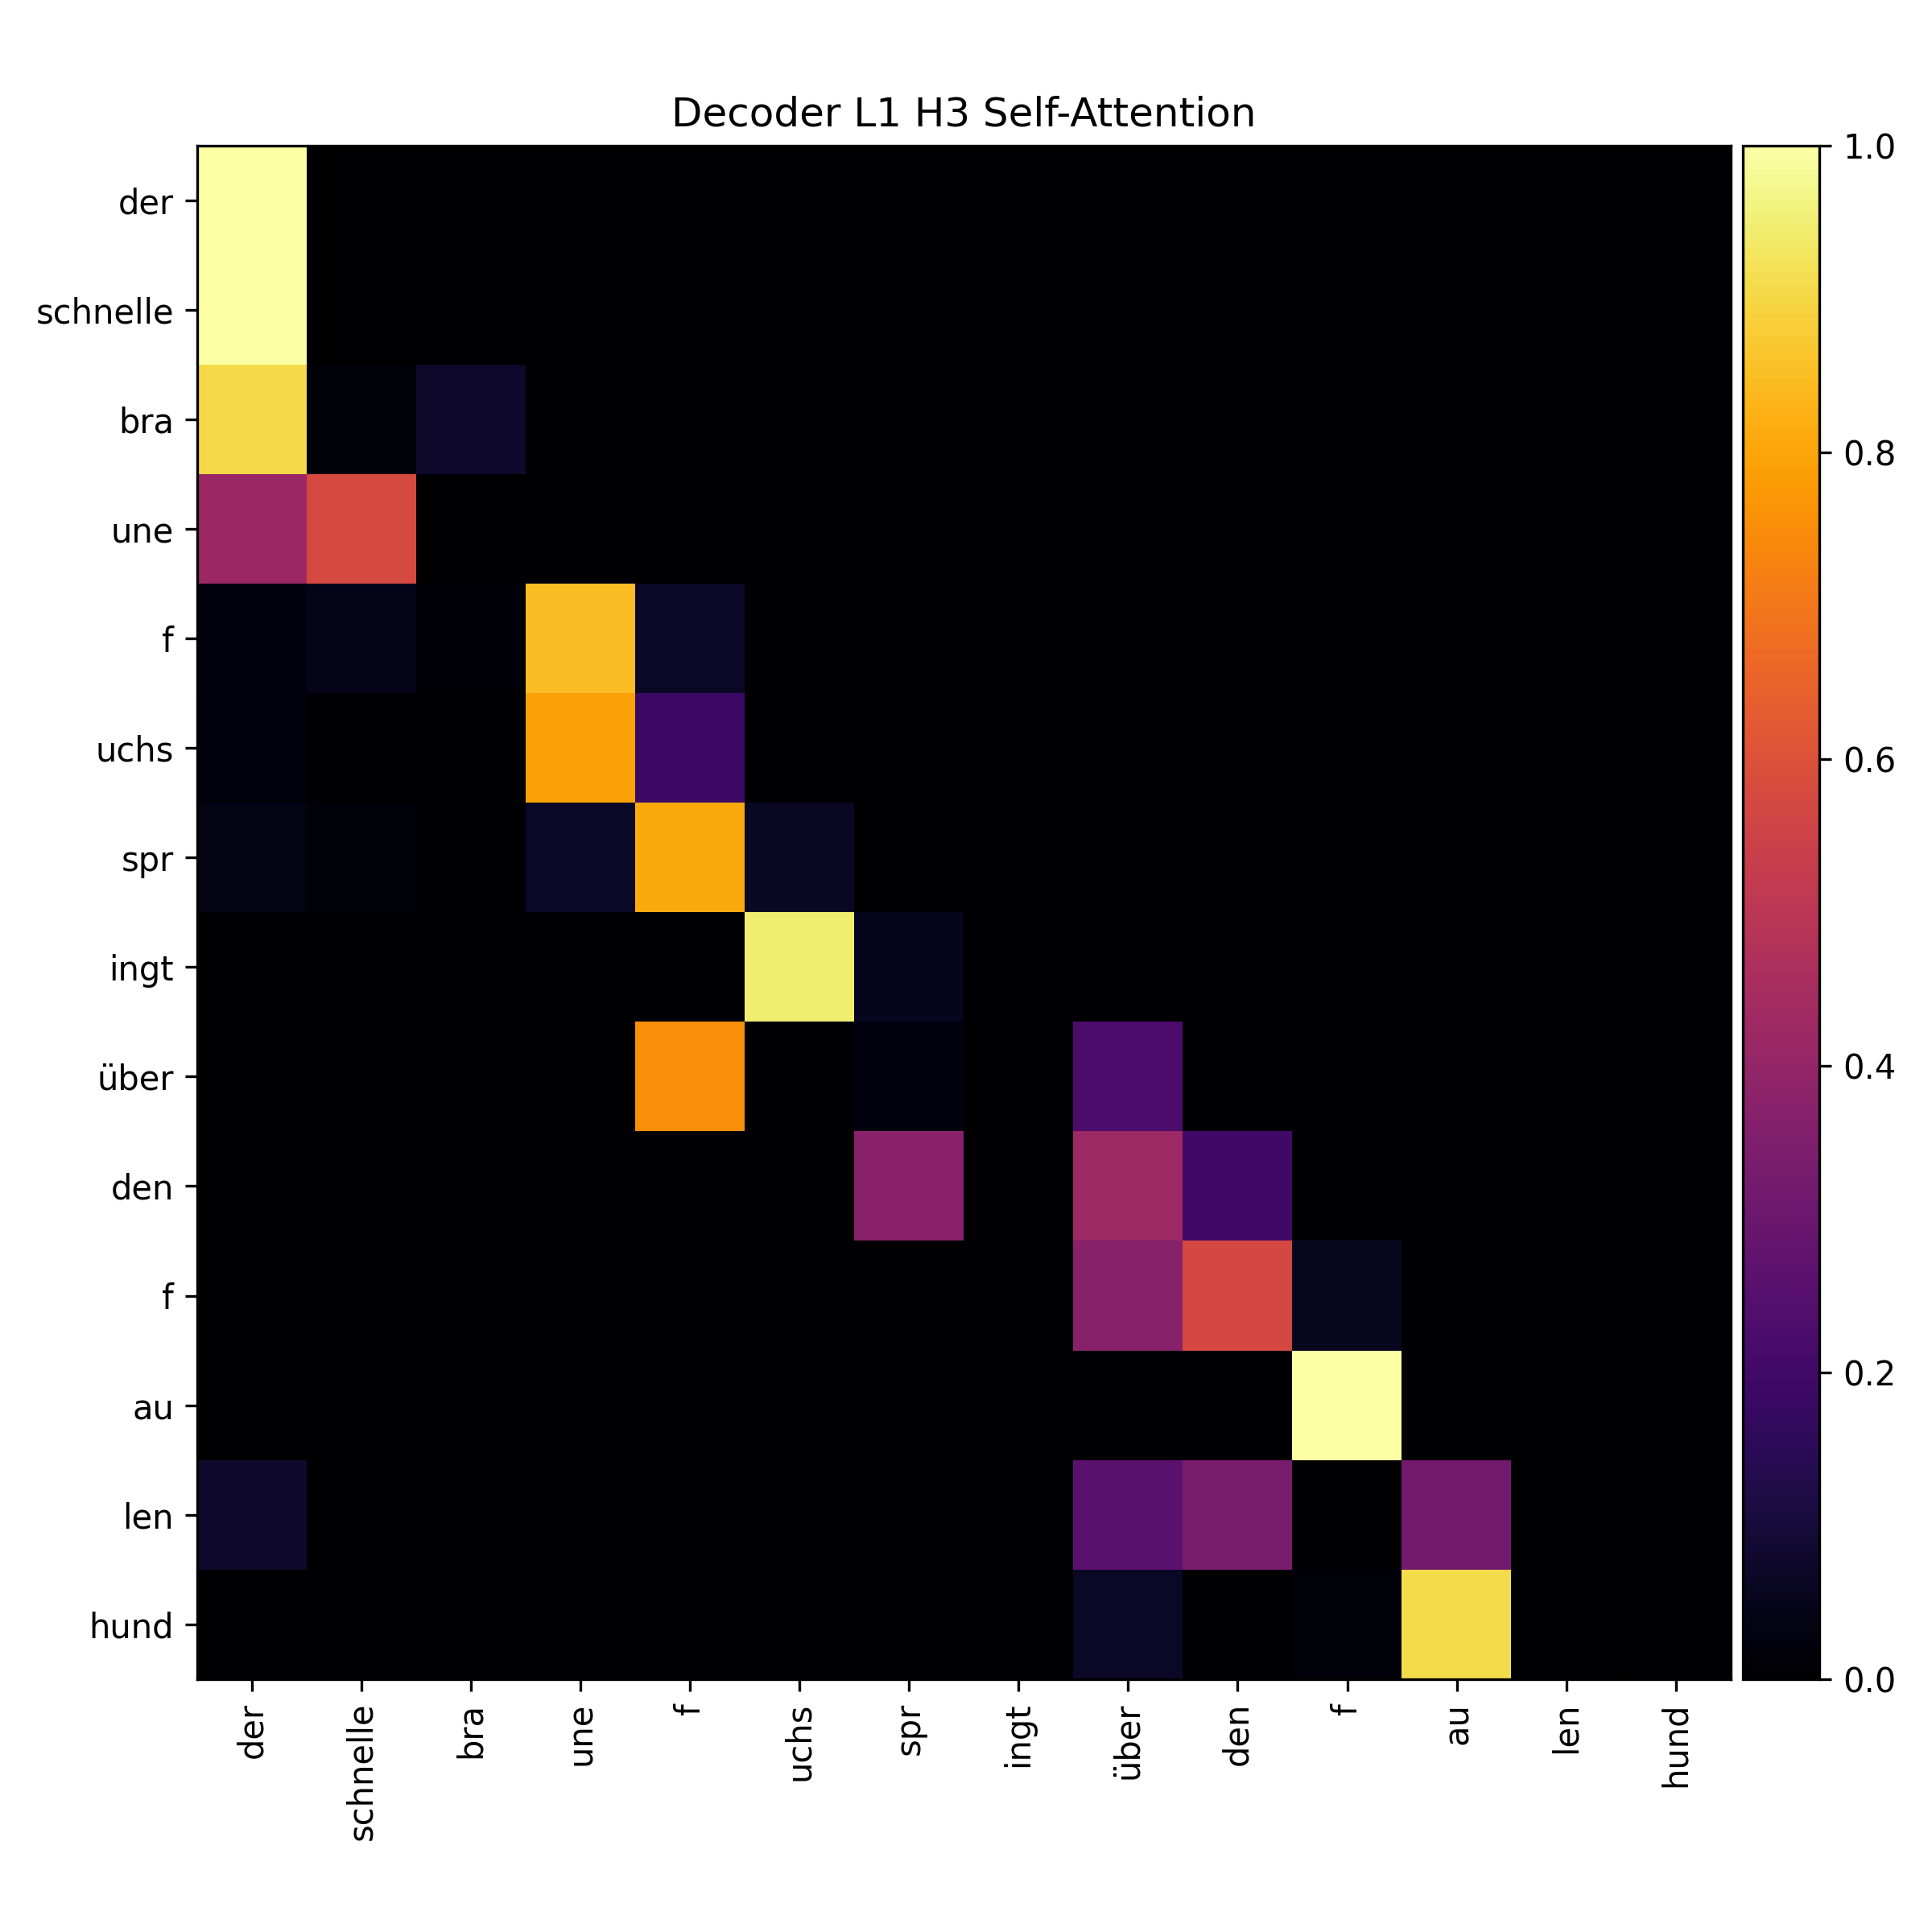 Decoder L1 H3 Self-Attention
der
schnelle
bra
une
f
uchs
spr
ingt
über
den
f
au
len
hund
der
schnelle
bra
une
f
uchs
spr
ingt
über
den
f
au
len
hund
1.0
0.8
0.6
0.4
0.2
0.0